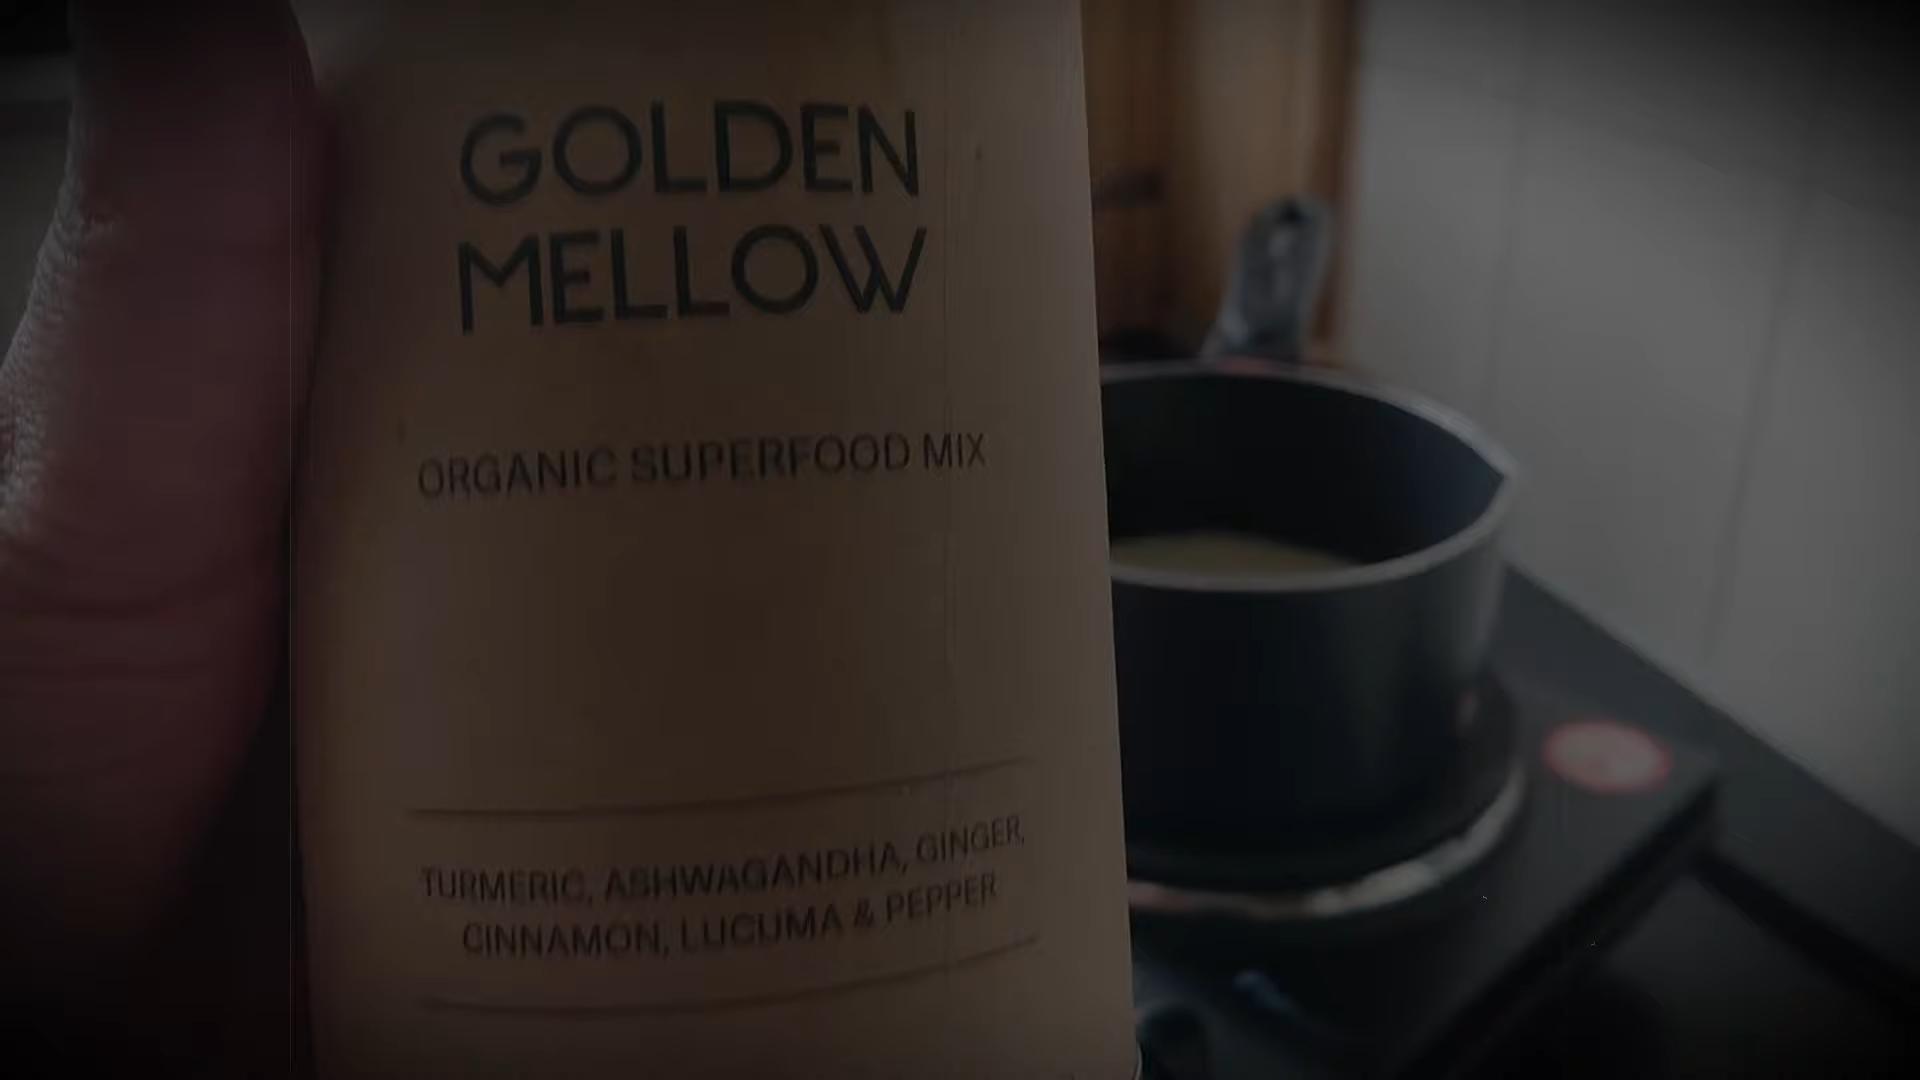 GOLDEN
MELLOW
ORGANIC SUPERFOOD MIX
TURMERIC, ASHWAGANDHA, GINGER,
CINNAMON, LUCUMA & PEPPER